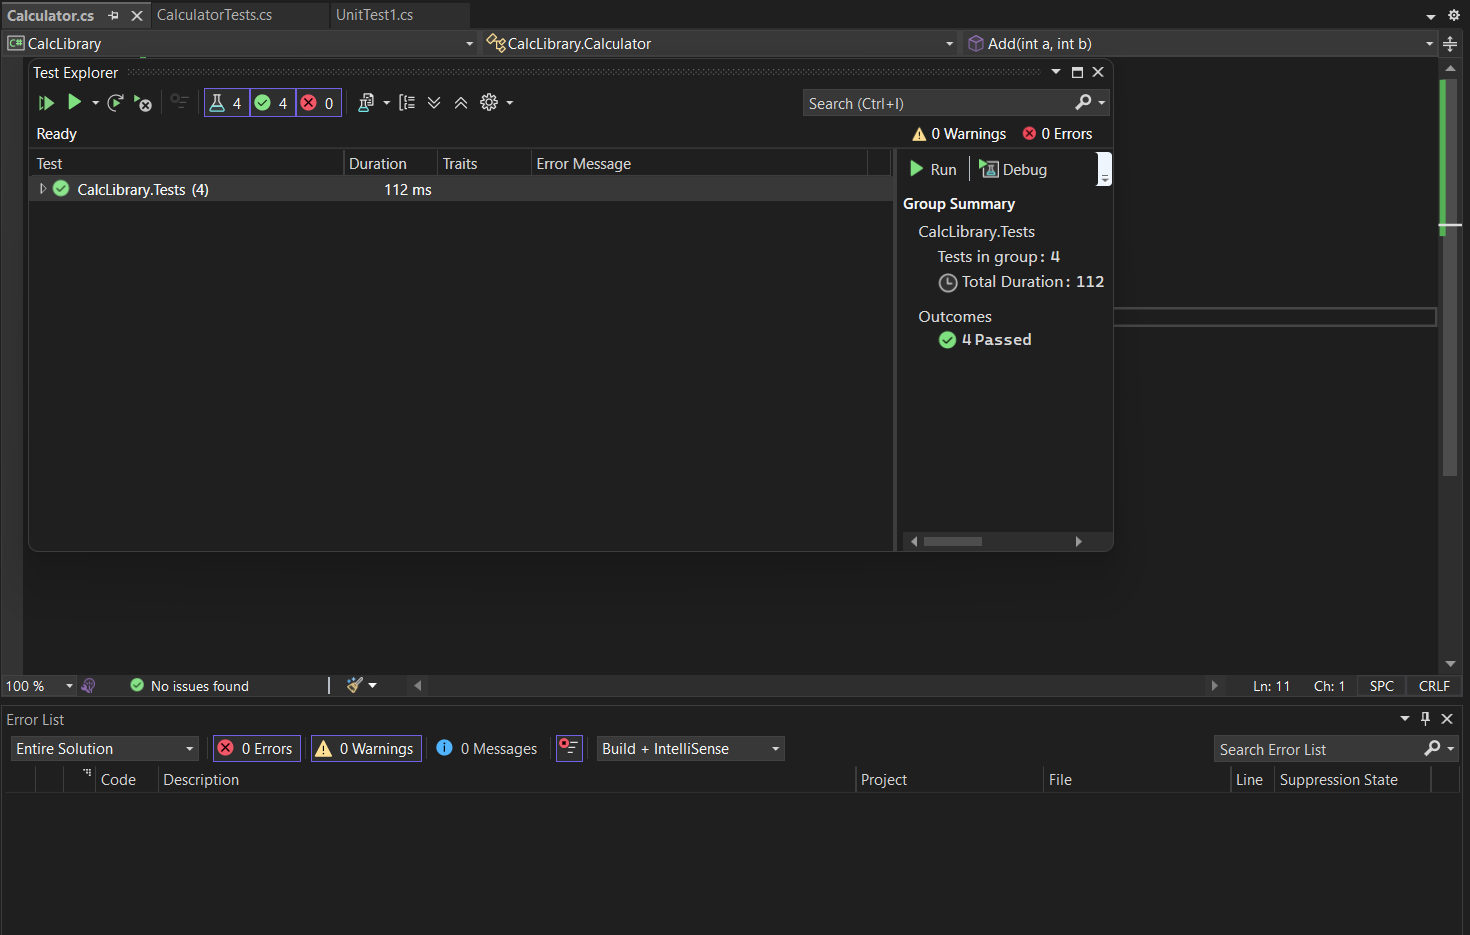 Calculator.cs CalculatorTests.cs UnitTest1.cs
C# CalcLibrary CalcLibrary.Calculator Add(int a, int b)
Test Explorer
4 4 0 Search (Ctrl+I)
Ready 0 Warnings 0 Errors
Test Duration Traits Error Message
Run Debug
CalcLibrary.Tests (4) 112 ms
Group Summary
CalcLibrary.Tests
Tests in group: 4
Total Duration: 112
Outcomes
4 Passed
100 % No issues found Ln: 11 Ch: 1 SPC CRLF
Error List
Entire Solution 0 Errors 0 Warnings 0 Messages Build + IntelliSense Search Error List
Code Description Project File Line Suppression State